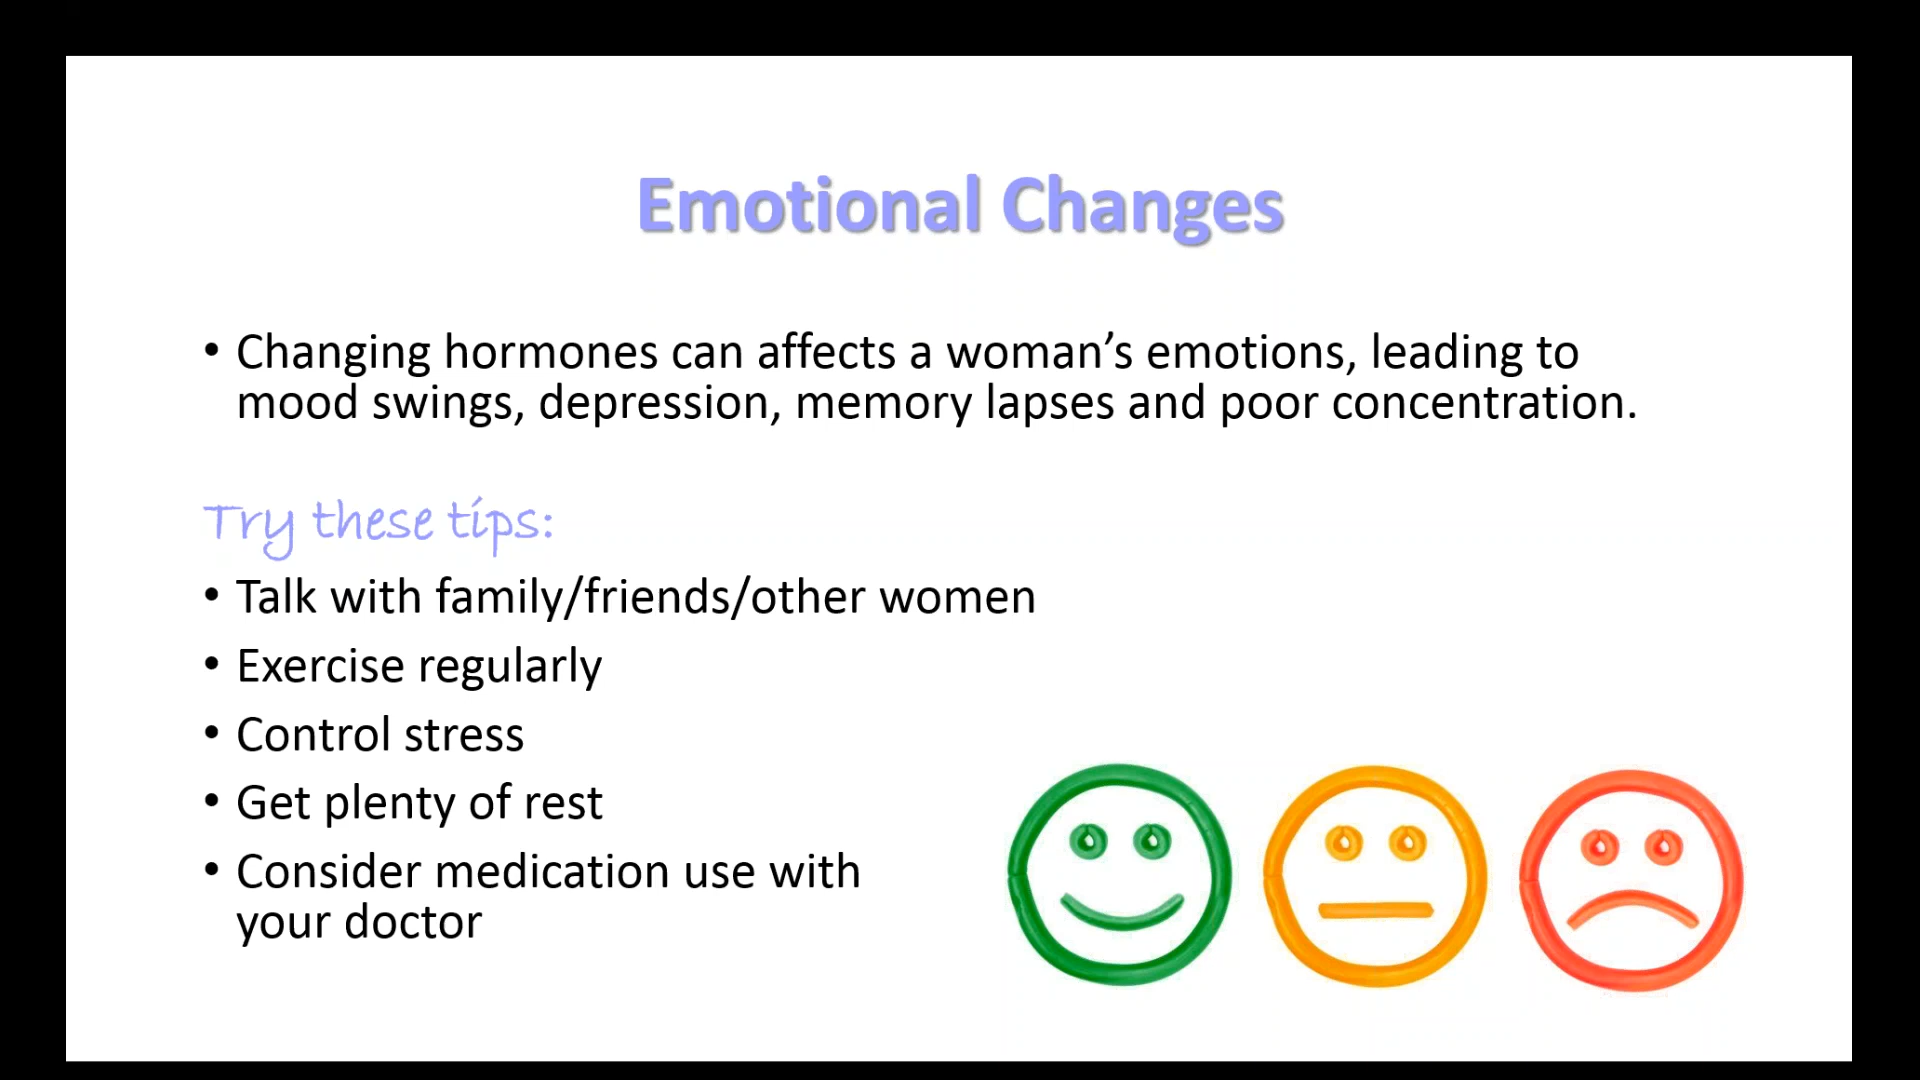 Emotional Changes
• Changing hormones can affects a woman’s emotions, leading to
mood swings, depression, memory lapses and poor concentration.
Try these tips:
• Talk with family/friends/other women
• Exercise regularly
• Control stress
• Get plenty of rest
• Consider medication use with
your doctor